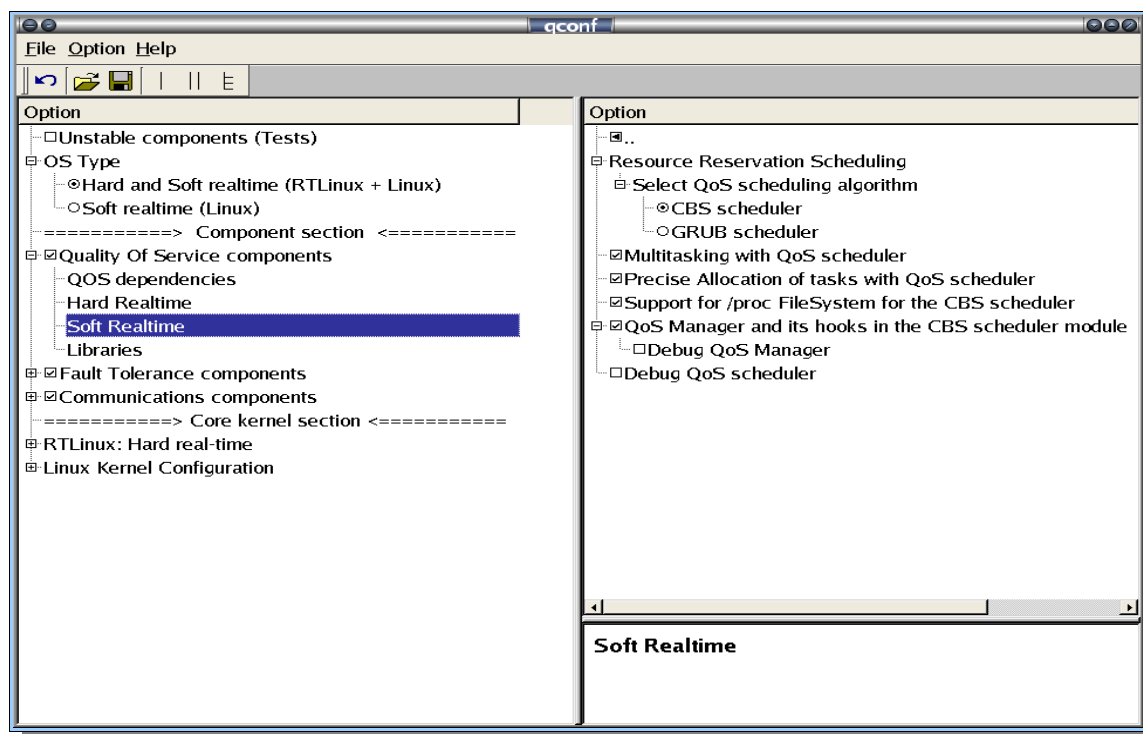 qconf
File Option Help
Option
Unstable components (Tests)
OS Type
Hard and Soft realtime (RTLinux + Linux)
Soft realtime (Linux)
===========> Component section <===========
Quality Of Service components
QOS dependencies
Hard Realtime
Soft Realtime
Libraries
Fault Tolerance components
Communications components
===========> Core kernel section <===========
RTLinux: Hard real-time
Linux Kernel Configuration
Option
..
Resource Reservation Scheduling
Select QoS scheduling algorithm
CBS scheduler
GRUB scheduler
Multitasking with QoS scheduler
Precise Allocation of tasks with QoS scheduler
Support for /proc FileSystem for the CBS scheduler
QoS Manager and its hooks in the CBS scheduler module
Debug QoS Manager
Debug QoS scheduler
Soft Realtime